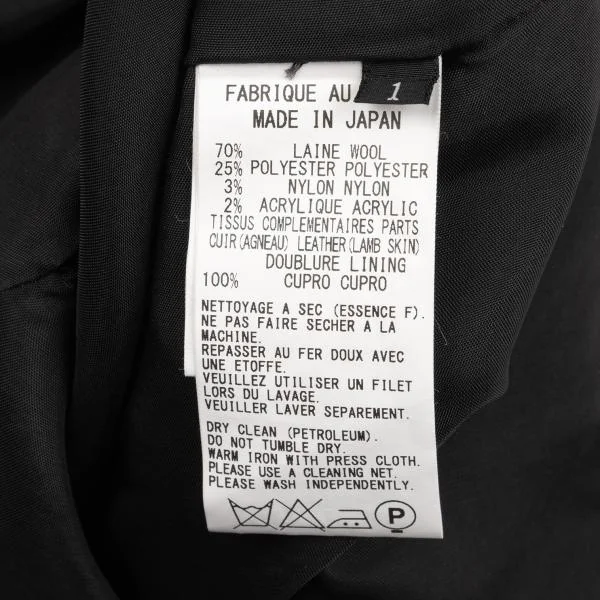 FABRIQUE AU
1
MADE IN JAPAN
70% LAINE WOOL
25% POLYESTER POLYESTER
3% NYLON NYLON
2% ACRYLIQUE ACRYLIC
TISSUS COMPLEMENTAIRES PARTS
CUIR(AGNEAU) LEATHER(LAMB SKIN)
DOUBLURE LINING
100% CUPRO CUPRO
NETTOYAGE A SEC (ESSENCE F).
NE PAS FAIRE SECHER A LA
MACHINE.
REPASSER AU FER DOUX AVEC
UNE ETOFFE.
VEUILLEZ UTILISER UN FILET
LORS DU LAVAGE.
VEUILLER LAVER SEPAREMENT.
DRY CLEAN (PETROLEUM).
DO NOT TUMBLE DRY.
WARM IRON WITH PRESS CLOTH.
PLEASE USE A CLEANING NET.
PLEASE WASH INDEPENDENTLY.
P